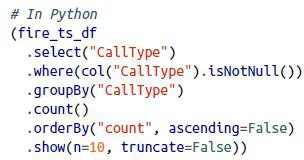 # In Python
(fire_ts_df
  .select("CallType")
  .where(col("CallType").isNotNull())
  .groupBy("CallType")
  .count()
  .orderBy("count", ascending=False)
  .show(n=10, truncate=False))